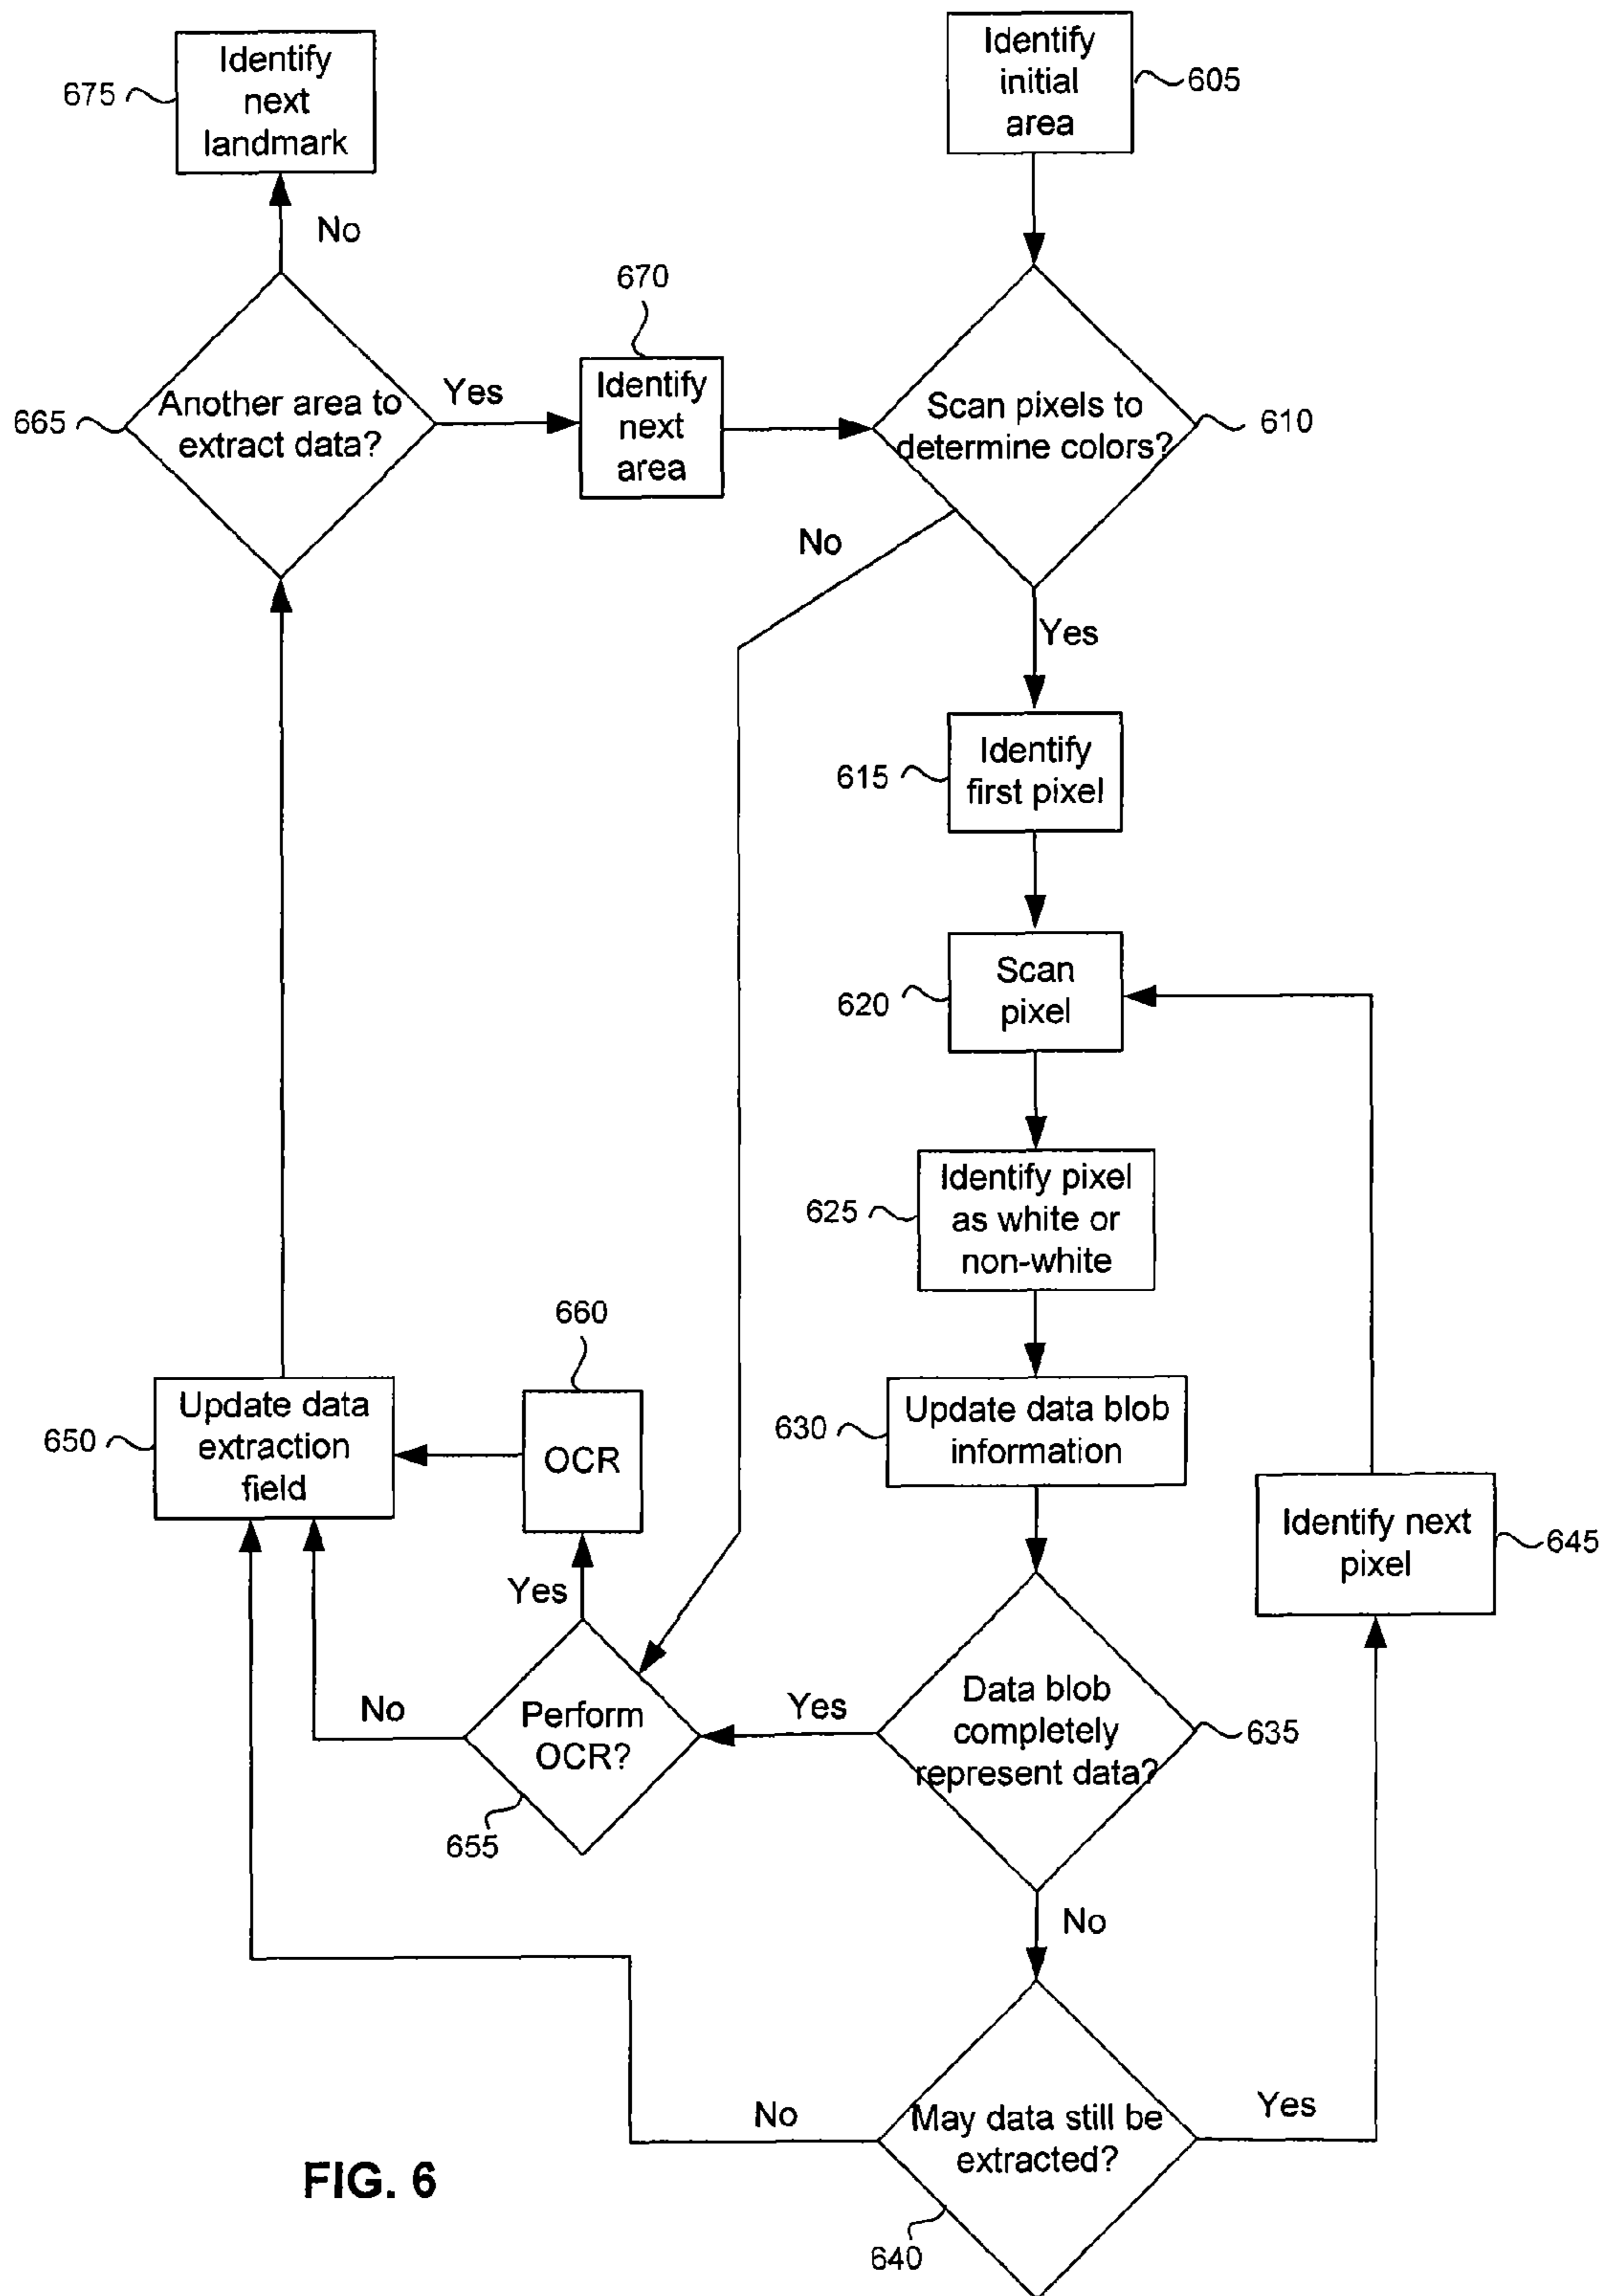 Identify
initial
area
605
Identify
next
landmark
675
No
670
Another area to
extract data?
665
Yes
Identify
next
area
Scan pixels to
determine colors?
610
No
Yes
Identify
first pixel
615
Scan
pixel
620
Identify pixel
as white or
non-white
625
660
Update data
extraction
field
650
OCR
Update data blob
information
630
Identify next
pixel
645
Yes
No
Perform
OCR?
655
Yes
Data blob
completely
represent data?
635
No
No
May data still be
extracted?
Yes
640
FIG. 6